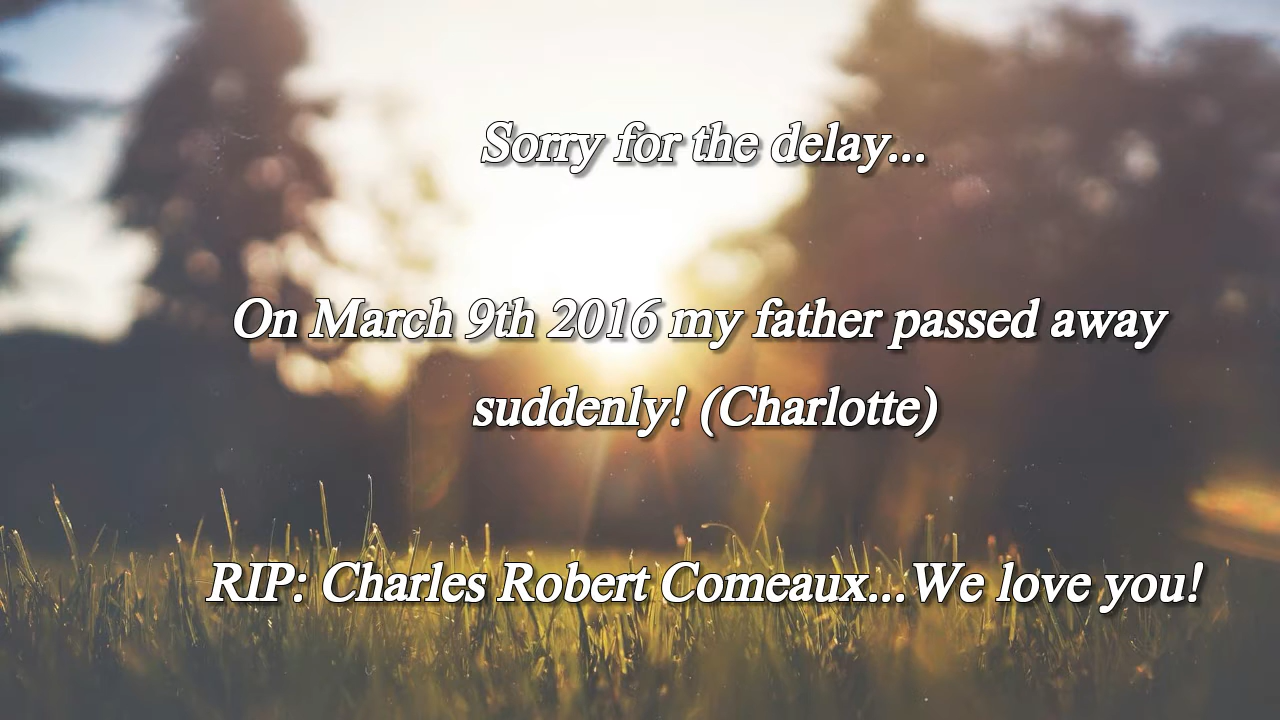 Sorry for the delay...
On March 9th 2016 my father passed away
suddenly! (Charlotte)
RIP: Charles Robert Comeaux...We love you!